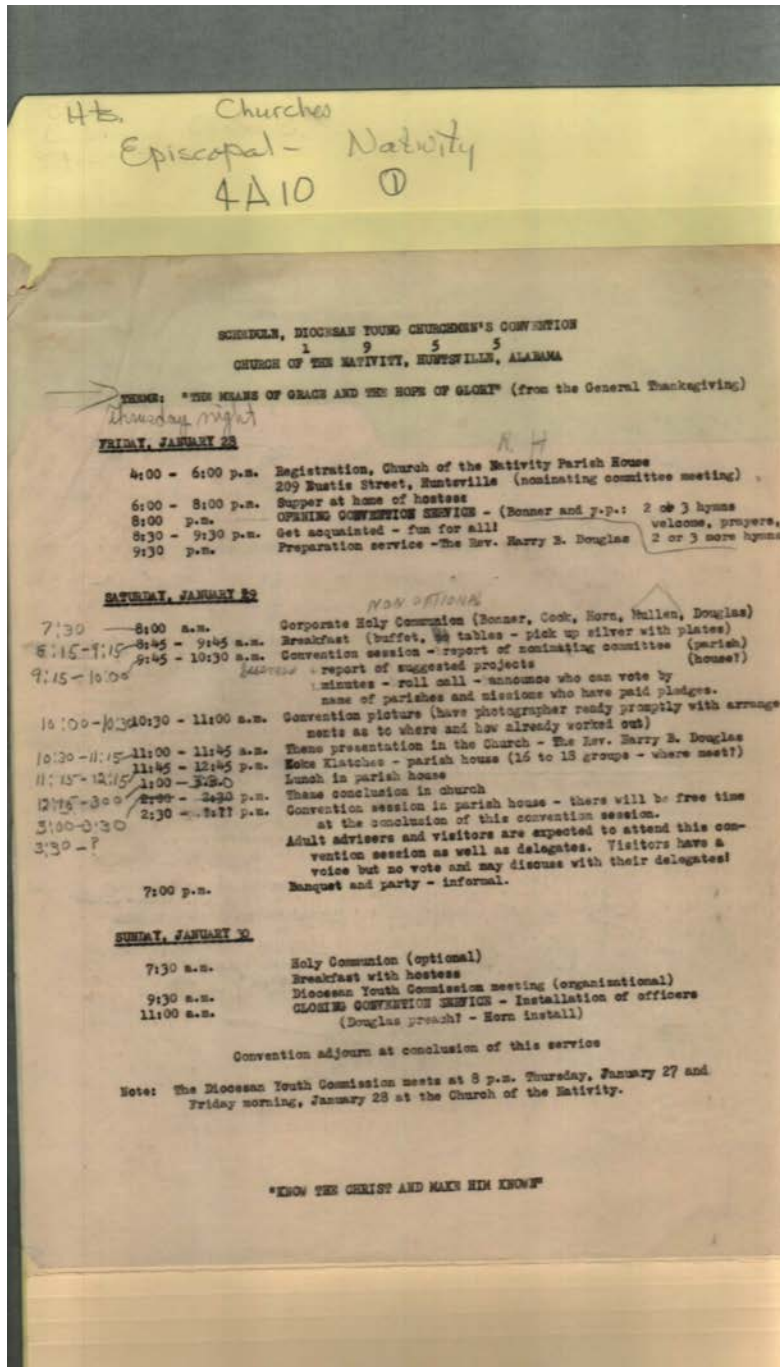 Hts. Churches
Episcopal - Nativity
4A10 ①
SCHEDULE, DIOCESAN YOUNG CHURCHMEN'S CONVENTION
1 9 5 5
CHURCH OF THE NATIVITY, HUNTSVILLE, ALABAMA
THEME: "THE MEANS OF GRACE AND THE HOPE OF GLORY" (from the General Thanksgiving)
Thursday night
FRIDAY, JANUARY 28
R H
4:00 - 6:00 p.m. Registration, Church of the Nativity Parish House
209 Eustis Street, Huntsville (nominating committee meeting)
6:00 - 8:00 p.m. Supper at home of hostess
8:00 p.m. OPENING CONVENTION SERVICE - (Bonner and y.p.: 2 or 3 hymns
8:30 - 9:30 p.m. Get acquainted - fun for all! welcome, prayers,
9:30 p.m. Preparation service -The Rev. Harry B. Douglas 2 or 3 more hymns
SATURDAY, JANUARY 29
NON OPTIONAL
7:30 8:00 a.m. Corporate Holy Communion (Bonner, Cook, Horn, Mullen, Douglas)
8:15-9:15 8:45 - 9:45 a.m. Breakfast (buffet, tables - pick up silver with plates)
9:15-10:00 9:45 - 10:30 a.m. Convention session - report of nominating committee (parish)
Business report of suggested projects (house?)
minutes - roll call - announce who can vote by
name of parishes and missions who have paid pledges.
10:00-10:30 10:30 - 11:00 a.m. Convention picture (have photographer ready promptly with arrange
ments as to where and how already worked out)
10:30-11:15 11:00 - 11:45 a.m. Theme presentation in the Church - The Rev. Harry B. Douglas
11:15-12:15 11:45 - 12:45 p.m. Koke Klatches - parish house (16 to 18 groups - where meet?)
12:15-3:00 1:00 - Lunch in parish house
3:00-3:30 2:00 - 2:30 p.m. Theme conclusion in church
3:30-? 2:30 - ?:?? p.m. Convention session in parish house - there will be free time
at the conclusion of this convention session.
Adult advisers and visitors are expected to attend this con-
vention session as well as delegates. Visitors have a
voice but no vote and may discuss with their delegates!
7:00 p.m. Banquet and party - informal.
SUNDAY, JANUARY 30
7:30 a.m. Holy Communion (optional)
Breakfast with hostess
9:30 a.m. Diocesan Youth Commission meeting (organizational)
11:00 a.m. CLOSING CONVENTION SERVICE - Installation of officers
(Douglas preach? - Horn install)
Convention adjourn at conclusion of this service
Note: The Diocesan Youth Commission meets at 8 p.m. Thursday, January 27 and
Friday morning, January 28 at the Church of the Nativity.
"KNOW THE CHRIST AND MAKE HIM KNOWN"